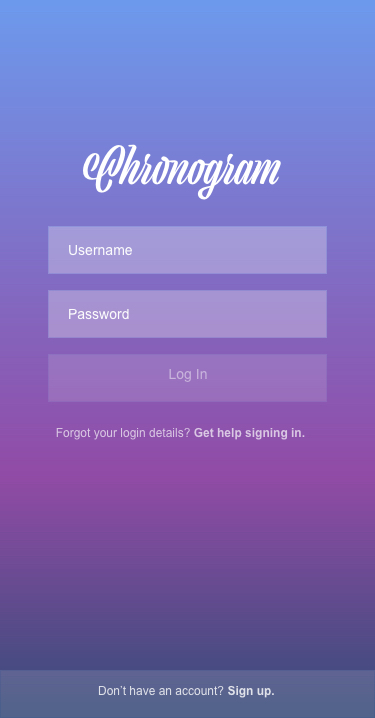 Chronogram
Username
Password
Log In
Forgot your login details? Get help signing in.
Don't have an account? Sign up.